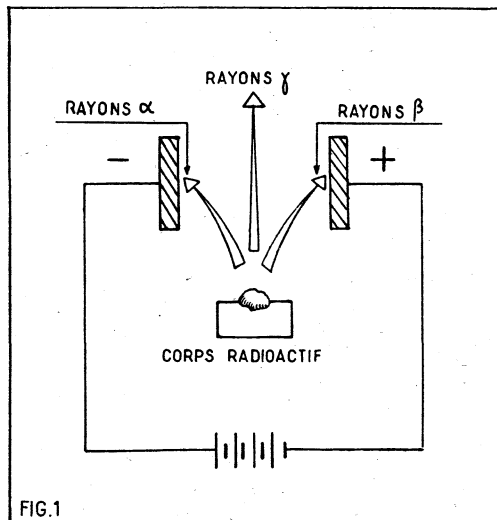 RAYONS γ
RAYONS α
RAYONS β
−
+
CORPS RADIOACTIF
FIG.1